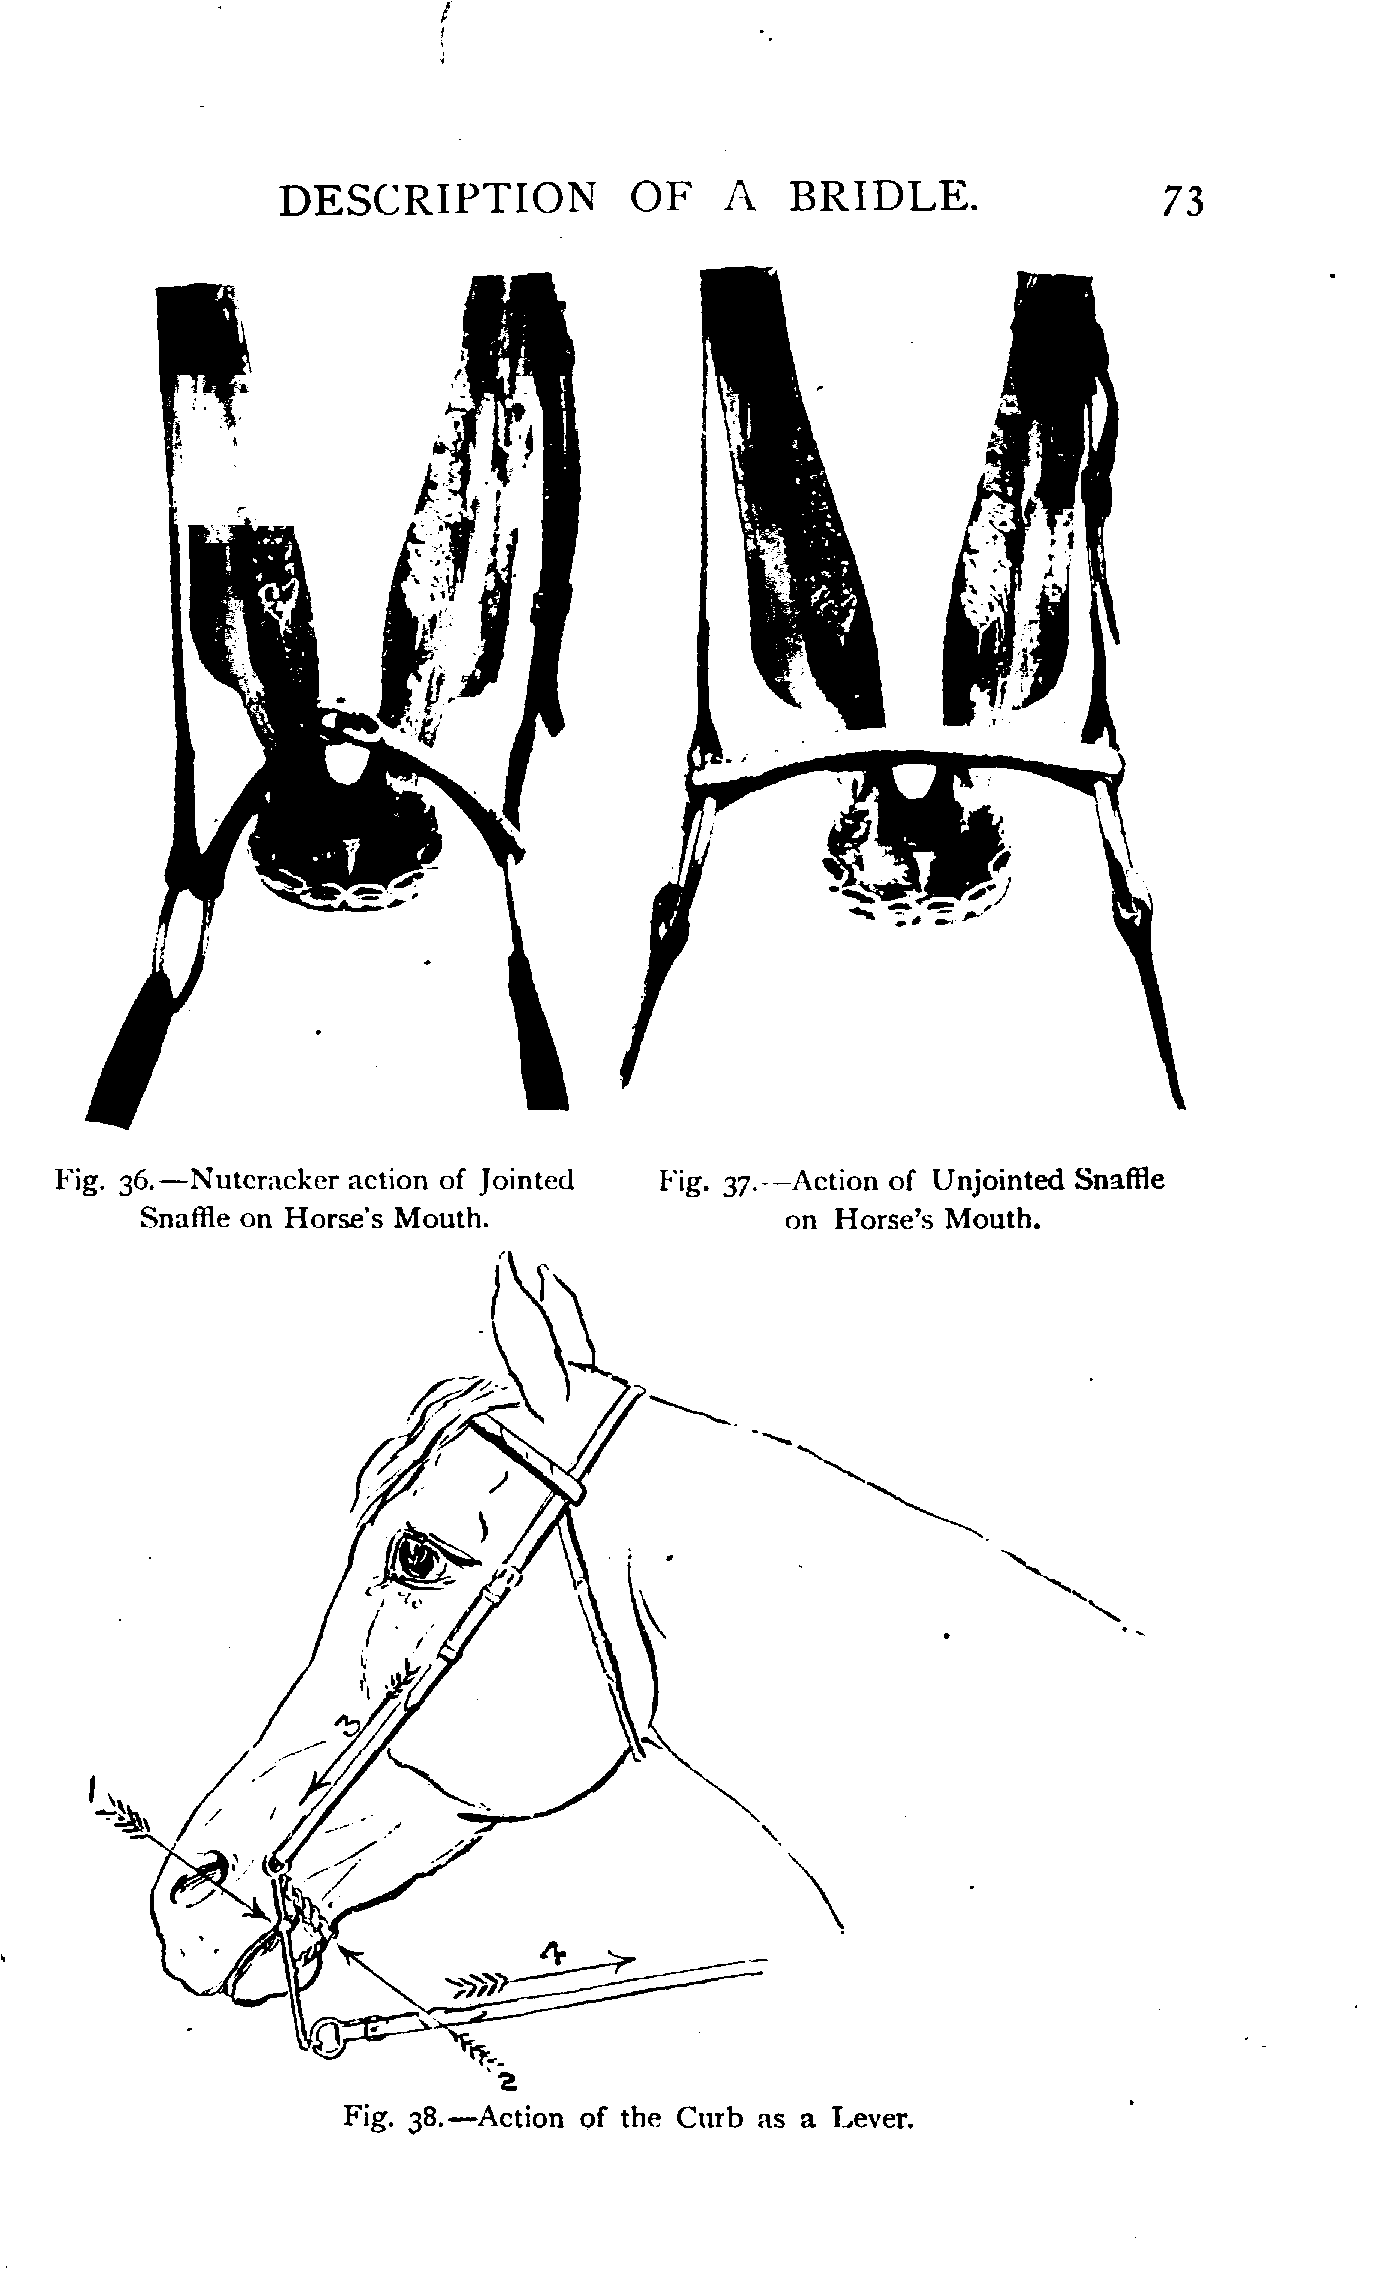 DESCRIPTION OF A BRIDLE. 73
Fig. 36.—Nutcracker action of Jointed
Snaffle on Horse's Mouth.
Fig. 37.—Action of Unjointed Snaffle
on Horse's Mouth.
1
3
4
2
Fig. 38.—Action of the Curb as a Lever.